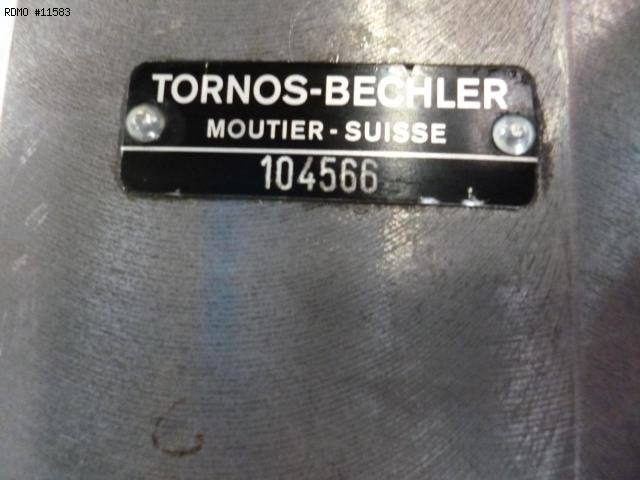 RDMO #11583
TORNOS-BECHLER
MOUTIER - SUISSE
104566